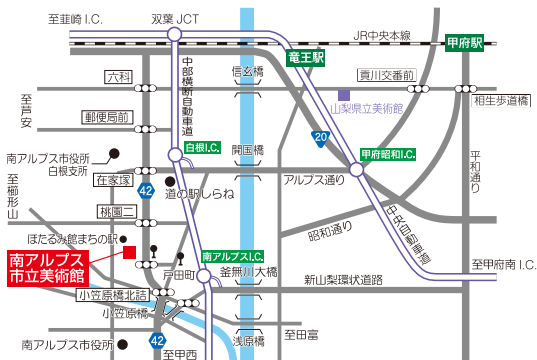 至韮崎 I.C.
双葉 JCT
JR中央本線
甲府駅
竜王駅
中部横断自動車道
信玄橋
六科
貢川交番前
至芦安
山梨県立美術館
相生歩道橋
郵便局前
20
南アルプス市役所
白根支所
白根I.C.
開国橋
甲府昭和I.C.
平和通り
在家塚
42
道の駅しらね
アルプス通り
至櫛形山
桃園二
昭和通り
中央自動車道
ほたるみ館まちの駅
南アルプス
市立美術館
戸田町
南アルプスI.C.
釜無川大橋
至甲府南 I.C.
新山梨環状道路
小笠原橋北詰
小笠原橋
至田富
南アルプス市役所
42
至甲西
浅原橋